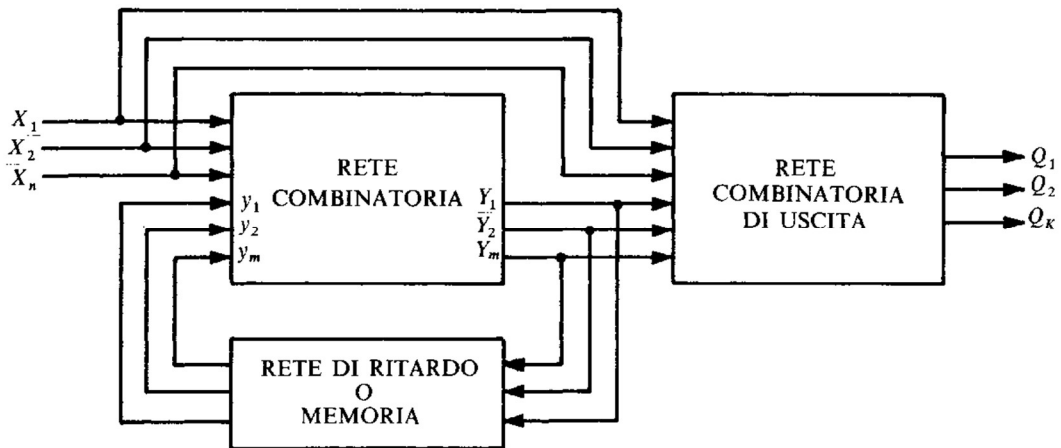 X1
X2
Xn
y1
y2
ym
RETE
COMBINATORIA
Y1
Y2
Ym
RETE
COMBINATORIA
DI USCITA
Q1
Q2
QK
RETE DI RITARDO
O
MEMORIA